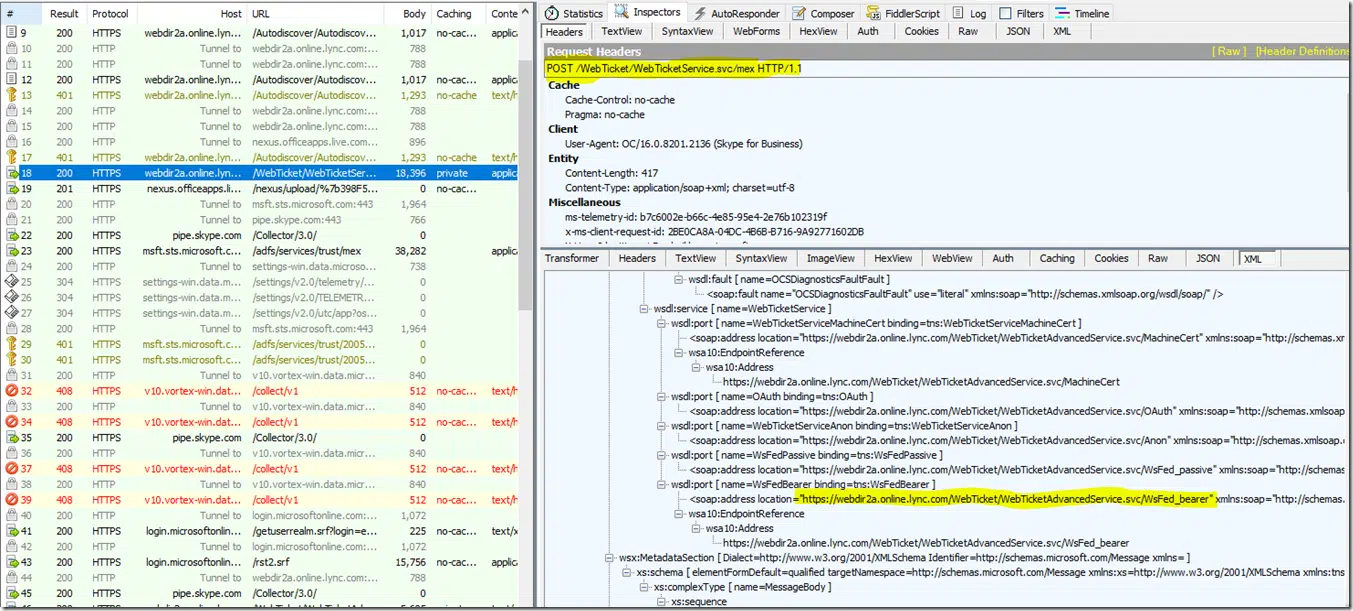 # Result Protocol Host URL Body Caching Conte
9 200 HTTPS webdir2a.online.lyn... /Autodiscover/Autodiscov... 1,017 no-cac... applica
10 200 HTTP Tunnel to webdir2a.online.lync.com:... 788
11 200 HTTP Tunnel to webdir2a.online.lync.com:... 788
12 200 HTTPS webdir2a.online.lyn... /Autodiscover/Autodiscov... 1,017 no-cac... applica
13 401 HTTPS webdir2a.online.lyn... /Autodiscover/Autodiscov... 1,293 no-cache text/h
14 200 HTTP Tunnel to webdir2a.online.lync.com:... 788
15 200 HTTP Tunnel to webdir2a.online.lync.com:... 788
16 200 HTTP Tunnel to nexus.officeapps.live.com... 896
17 401 HTTPS webdir2a.online.lyn... /Autodiscover/Autodiscov... 1,293 no-cache text/h
18 200 HTTPS webdir2a.online.lyn... /WebTicket/WebTicketSer... 18,396 private applica
19 201 HTTPS nexus.officeapps.li... /nexus/upload/%7b398F5... 0 no-cac...
20 200 HTTP Tunnel to msft.sts.microsoft.com:443 1,964
21 200 HTTP Tunnel to pipe.skype.com:443 766
22 200 HTTPS pipe.skype.com /Collector/3.0/ 0
23 200 HTTPS msft.sts.microsoft.c... /adfs/services/trust/mex 38,282 applica
24 200 HTTP Tunnel to settings-win.data.microso... 738
25 304 HTTPS settings-win.data.m... /settings/v2.0/telemetry/... 0
26 304 HTTPS settings-win.data.m... /settings/v2.0/TELEMETR... 0
27 304 HTTPS settings-win.data.m... /settings/v2.0/utc/app?os... 0
28 200 HTTP Tunnel to msft.sts.microsoft.com:443 1,964
29 401 HTTPS msft.sts.microsoft.c... /adfs/services/trust/2005... 0
30 401 HTTPS msft.sts.microsoft.c... /adfs/services/trust/2005... 0
31 200 HTTP Tunnel to v10.vortex-win.data.micr... 840
32 408 HTTPS v10.vortex-win.dat... /collect/v1 512 no-cac... text/h
33 200 HTTP Tunnel to v10.vortex-win.data.micr... 840
34 408 HTTPS v10.vortex-win.dat... /collect/v1 512 no-cac... text/h
35 200 HTTPS pipe.skype.com /Collector/3.0/ 0
36 200 HTTP Tunnel to v10.vortex-win.data.micr... 840
37 408 HTTPS v10.vortex-win.dat... /collect/v1 512 no-cac... text/h
38 200 HTTP Tunnel to v10.vortex-win.data.micr... 840
39 408 HTTPS v10.vortex-win.dat... /collect/v1 512 no-cac... text/h
40 200 HTTP Tunnel to login.microsoftonline.com... 1,072
41 200 HTTPS login.microsoftonlin... /getuserrealm.srf?login=e... 225 no-cac... text/x
42 200 HTTP Tunnel to login.microsoftonline.com... 1,072
43 200 HTTPS login.microsoftonlin... /rst2.srf 15,756 no-cac... applica
44 200 HTTP Tunnel to webdir2a.online.lync.com:... 788
45 200 HTTPS pipe.skype.com /Collector/3.0/ 0
Statistics Inspectors AutoResponder Composer FiddlerScript Log Filters Timeline
Headers TextView SyntaxView WebForms HexView Auth Cookies Raw JSON XML
Request Headers [ Raw ] [Header Definitions
POST /WebTicket/WebTicketService.svc/mex HTTP/1.1
Cache
Cache-Control: no-cache
Pragma: no-cache
Client
User-Agent: OC/16.0.8201.2136 (Skype for Business)
Entity
Content-Length: 417
Content-Type: application/soap+xml; charset=utf-8
Miscellaneous
ms-telemetry-id: b7c6002e-b66c-4e85-95e4-2e76b102319f
x-ms-client-request-id: 2BE0CA8A-04DC-4B6B-B716-9A92771602DB
Transformer Headers TextView SyntaxView ImageView HexView WebView Auth Caching Cookies Raw JSON XML
wsdl:fault [ name=OCSDiagnosticsFaultFault ]
<soap:fault name="OCSDiagnosticsFaultFault" use="literal" xmlns:soap="http://schemas.xmlsoap.org/wsdl/soap/" />
wsdl:service [ name=WebTicketService ]
wsdl:port [ name=WebTicketServiceMachineCert binding=tns:WebTicketServiceMachineCert ]
<soap:address location="https://webdir2a.online.lync.com/WebTicket/WebTicketAdvancedService.svc/MachineCert" xmlns:soap="http://schemas.xm
wsa10:EndpointReference
wsa10:Address
https://webdir2a.online.lync.com/WebTicket/WebTicketAdvancedService.svc/MachineCert
wsdl:port [ name=OAuth binding=tns:OAuth ]
<soap:address location="https://webdir2a.online.lync.com/WebTicket/WebTicketAdvancedService.svc/OAuth" xmlns:soap="http://schemas.xmlsoap
wsdl:port [ name=WebTicketServiceAnon binding=tns:WebTicketServiceAnon ]
<soap:address location="https://webdir2a.online.lync.com/WebTicket/WebTicketAdvancedService.svc/Anon" xmlns:soap="http://schemas.xmlsoap.
wsdl:port [ name=WsFedPassive binding=tns:WsFedPassive ]
<soap:address location="https://webdir2a.online.lync.com/WebTicket/WebTicketAdvancedService.svc/WsFed_passive" xmlns:soap="http://schemas
wsdl:port [ name=WsFedBearer binding=tns:WsFedBearer ]
<soap:address location="https://webdir2a.online.lync.com/WebTicket/WebTicketAdvancedService.svc/WsFed_bearer" xmlns:soap="http://schemas.
wsa10:EndpointReference
wsa10:Address
https://webdir2a.online.lync.com/WebTicket/WebTicketAdvancedService.svc/WsFed_bearer
wsx:MetadataSection [ Dialect=http://www.w3.org/2001/XMLSchema Identifier=http://schemas.microsoft.com/Message xmlns= ]
xs:schema [ elementFormDefault=qualified targetNamespace=http://schemas.microsoft.com/Message xmlns:xs=http://www.w3.org/2001/XMLSchema xmlns:tns
xs:complexType [ name=MessageBody ]
xs:sequence